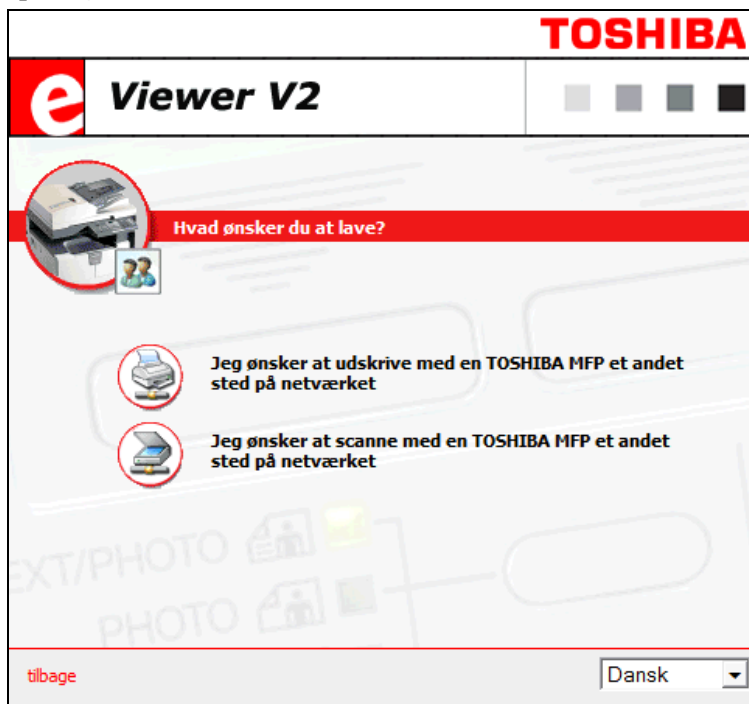 TOSHIBA
e Viewer V2
Hvad ønsker du at lave?
Jeg ønsker at udskrive med en TOSHIBA MFP et andet
sted på netværket
Jeg ønsker at scanne med en TOSHIBA MFP et andet
sted på netværket
EXT/PHOTO
PHOTO
tilbage
Dansk